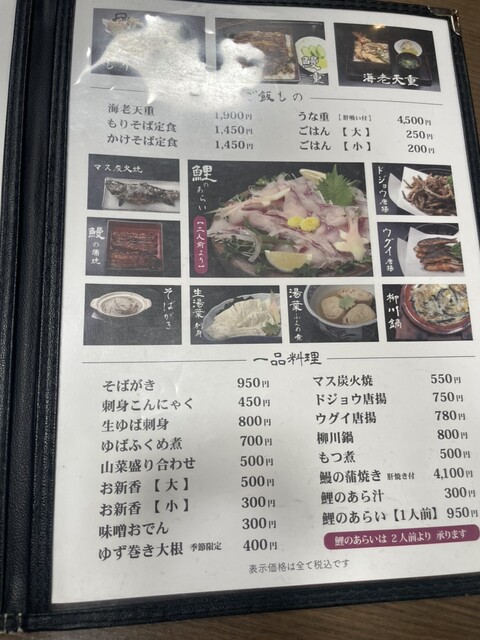 鰻重
海老天重
ご飯もの
海老天重 1,900円
もりそば定食 1,450円
かけそば定食 1,450円
うな重 【肝吸い付】 4,500円
ごはん 【大】 250円
ごはん 【小】 200円
マス炭火焼
鯉のあらい
【二人前より】
ドジョウ唐揚
鰻の蒲焼
ウグイ唐揚
そばがき
生湯葉刺身
湯葉ふくめ煮
柳川鍋
一品料理
そばがき 950円
刺身こんにゃく 450円
生ゆば刺身 800円
ゆばふくめ煮 700円
山菜盛り合わせ 500円
お新香 【大】 500円
お新香 【小】 300円
味噌おでん 300円
ゆず巻き大根 季節限定 400円
マス炭火焼 550円
ドジョウ唐揚 750円
ウグイ唐揚 780円
柳川鍋 800円
もつ煮 500円
鰻の蒲焼き 肝焼き付 4,100円
鯉のあら汁 300円
鯉のあらい【1人前】 950円
鯉のあらいは 2人前より 承ります
表示価格は全て税込です